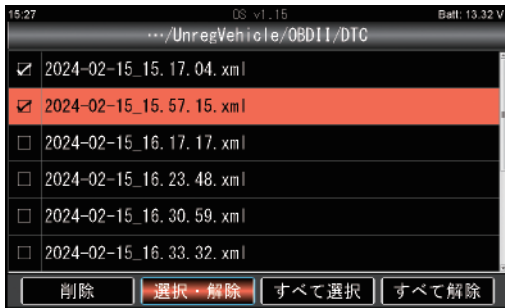 15:27 OS v1.15 Batt: 13.32 V
…/UnregVehicle/OBDII/DTC
2024-02-15_15.17.04.xml
2024-02-15_15.57.15.xml
2024-02-15_16.17.17.xml
2024-02-15_16.23.48.xml
2024-02-15_16.30.59.xml
2024-02-15_16.33.32.xml
削除 選択・解除 すべて選択 すべて解除